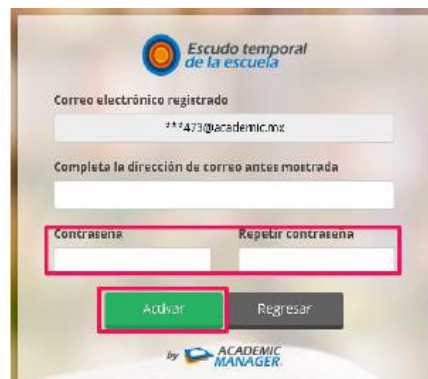 Escudo temporal
de la escuela
Correo electrónico registrado
***473@academic.mx
Completa la dirección de correo antes mostrada
Contraseña Repetir contraseña
Activar Regresar
by ACADEMIC
MANAGER